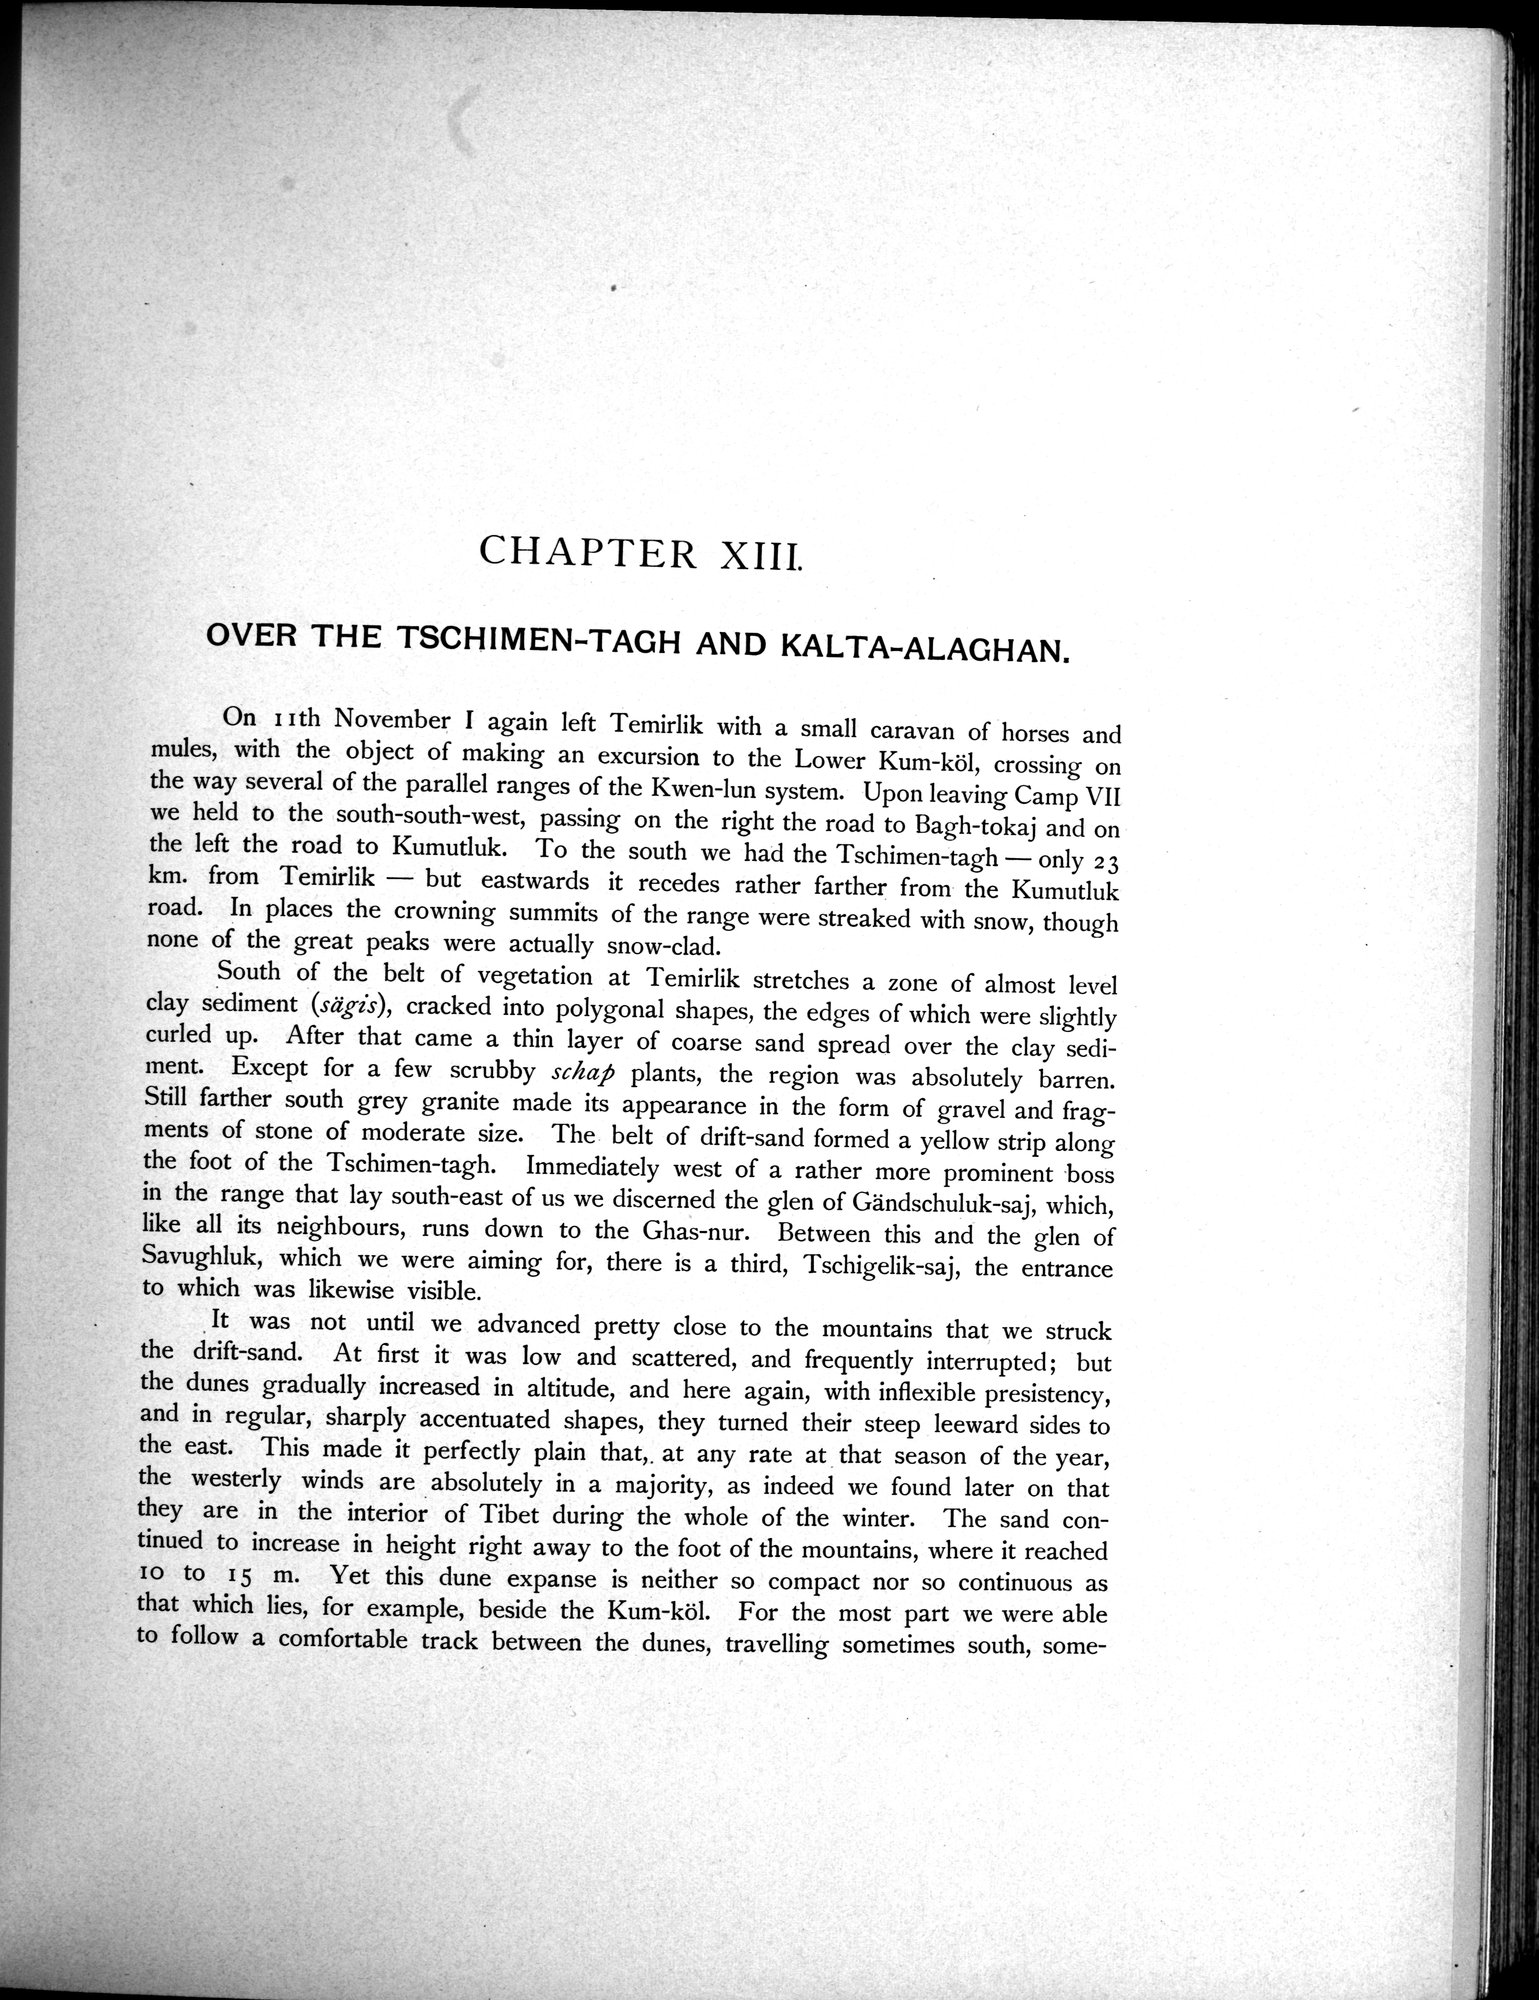 CHAPTER XIII.
OVER THE TSCHIMEN-TAGH AND KALTA-ALAGHAN.
On 11th November I again left Temirlik with a small caravan of horses and
mules, with the object of making an excursion to the Lower Kum-köl, crossing on
the way several of the parallel ranges of the Kwen-lun system. Upon leaving Camp VII
we held to the south-south-west, passing on the right the road to Bagh-tokaj and on
the left the road to Kumutluk. To the south we had the Tschimen-tagh — only 23
km. from Temirlik — but eastwards it recedes rather farther from the Kumutluk
road. In places the crowning summits of the range were streaked with snow, though
none of the great peaks were actually snow-clad.
South of the belt of vegetation at Temirlik stretches a zone of almost level
clay sediment (sägis), cracked into polygonal shapes, the edges of which were slightly
curled up. After that came a thin layer of coarse sand spread over the clay sedi-
ment. Except for a few scrubby schap plants, the region was absolutely barren.
Still farther south grey granite made its appearance in the form of gravel and frag-
ments of stone of moderate size. The belt of drift-sand formed a yellow strip along
the foot of the Tschimen-tagh. Immediately west of a rather more prominent boss
in the range that lay south-east of us we discerned the glen of Gändschuluk-saj, which,
like all its neighbours, runs down to the Ghas-nur. Between this and the glen of
Savughluk, which we were aiming for, there is a third, Tschigelik-saj, the entrance
to which was likewise visible.
It was not until we advanced pretty close to the mountains that we struck
the drift-sand. At first it was low and scattered, and frequently interrupted; but
the dunes gradually increased in altitude, and here again, with inflexible presistency,
and in regular, sharply accentuated shapes, they turned their steep leeward sides to
the east. This made it perfectly plain that, at any rate at that season of the year,
the westerly winds are absolutely in a majority, as indeed we found later on that
they are in the interior of Tibet during the whole of the winter. The sand con-
tinued to increase in height right away to the foot of the mountains, where it reached
10 to 15 m. Yet this dune expanse is neither so compact nor so continuous as
that which lies, for example, beside the Kum-köl. For the most part we were able
to follow a comfortable track between the dunes, travelling sometimes south, some-